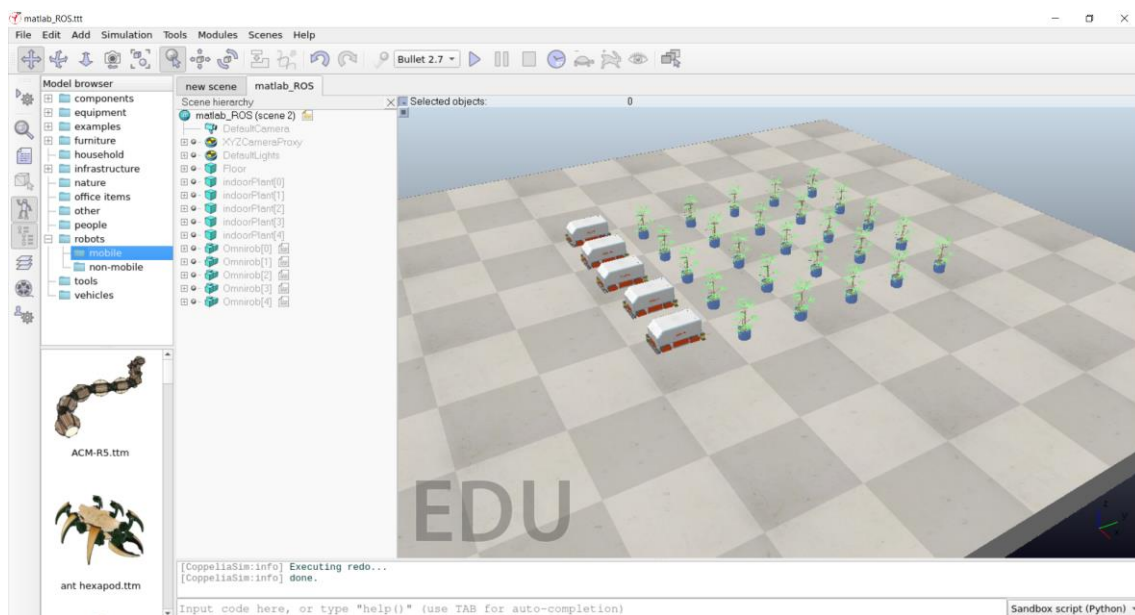 matlab_ROS.ttt
File Edit Add Simulation Tools Modules Scenes Help
Bullet 2.7
Model browser
components
equipment
examples
furniture
household
infrastructure
nature
office items
other
people
robots
mobile
non-mobile
tools
vehicles
ACM-R5.ttm
ant hexapod.ttm
new scene matlab_ROS
Scene hierarchy
matlab_ROS (scene 2)
DefaultCamera
XYZCameraProxy
DefaultLights
Floor
indoorPlant[0]
indoorPlant[1]
indoorPlant[2]
indoorPlant[3]
indoorPlant[4]
Omnirob[0]
Omnirob[1]
Omnirob[2]
Omnirob[3]
Omnirob[4]
Selected objects: 0
EDU
[CoppeliaSim:info] Executing redo...
[CoppeliaSim:info] done.
Input code here, or type "help()" (use TAB for auto-completion)
Sandbox script (Python)